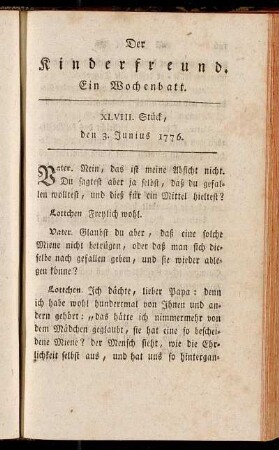 Der
Kinderfreund.
Ein Wochenbatt.
XLVIII. Stück,
den 3. Junius 1776.
Vater. Nein, das ist meine Absicht nicht.
Du sagtest aber ja selbst, daß du gefal-
len wolltest, und dieß für ein Mittel hieltest?
Lottchen Freylich wohl.
Vater. Glaubst du aber, daß eine solche
Miene nicht betrügen, oder daß man sich die-
selbe nach gefallen geben, und sie wieder able-
gen könne?
Lottchen. Ich dächte, lieber Papa: denn
ich habe wohl hundertmal von Ihnen und an-
dern gehört: „das hätte ich nimmermehr von
dem Mädchen geglaubt, sie hat eine so beschei-
dene Miene? der Mensch sieht, wie die Ehr-
lichkeit selbst aus, und hat uns so hintergan-